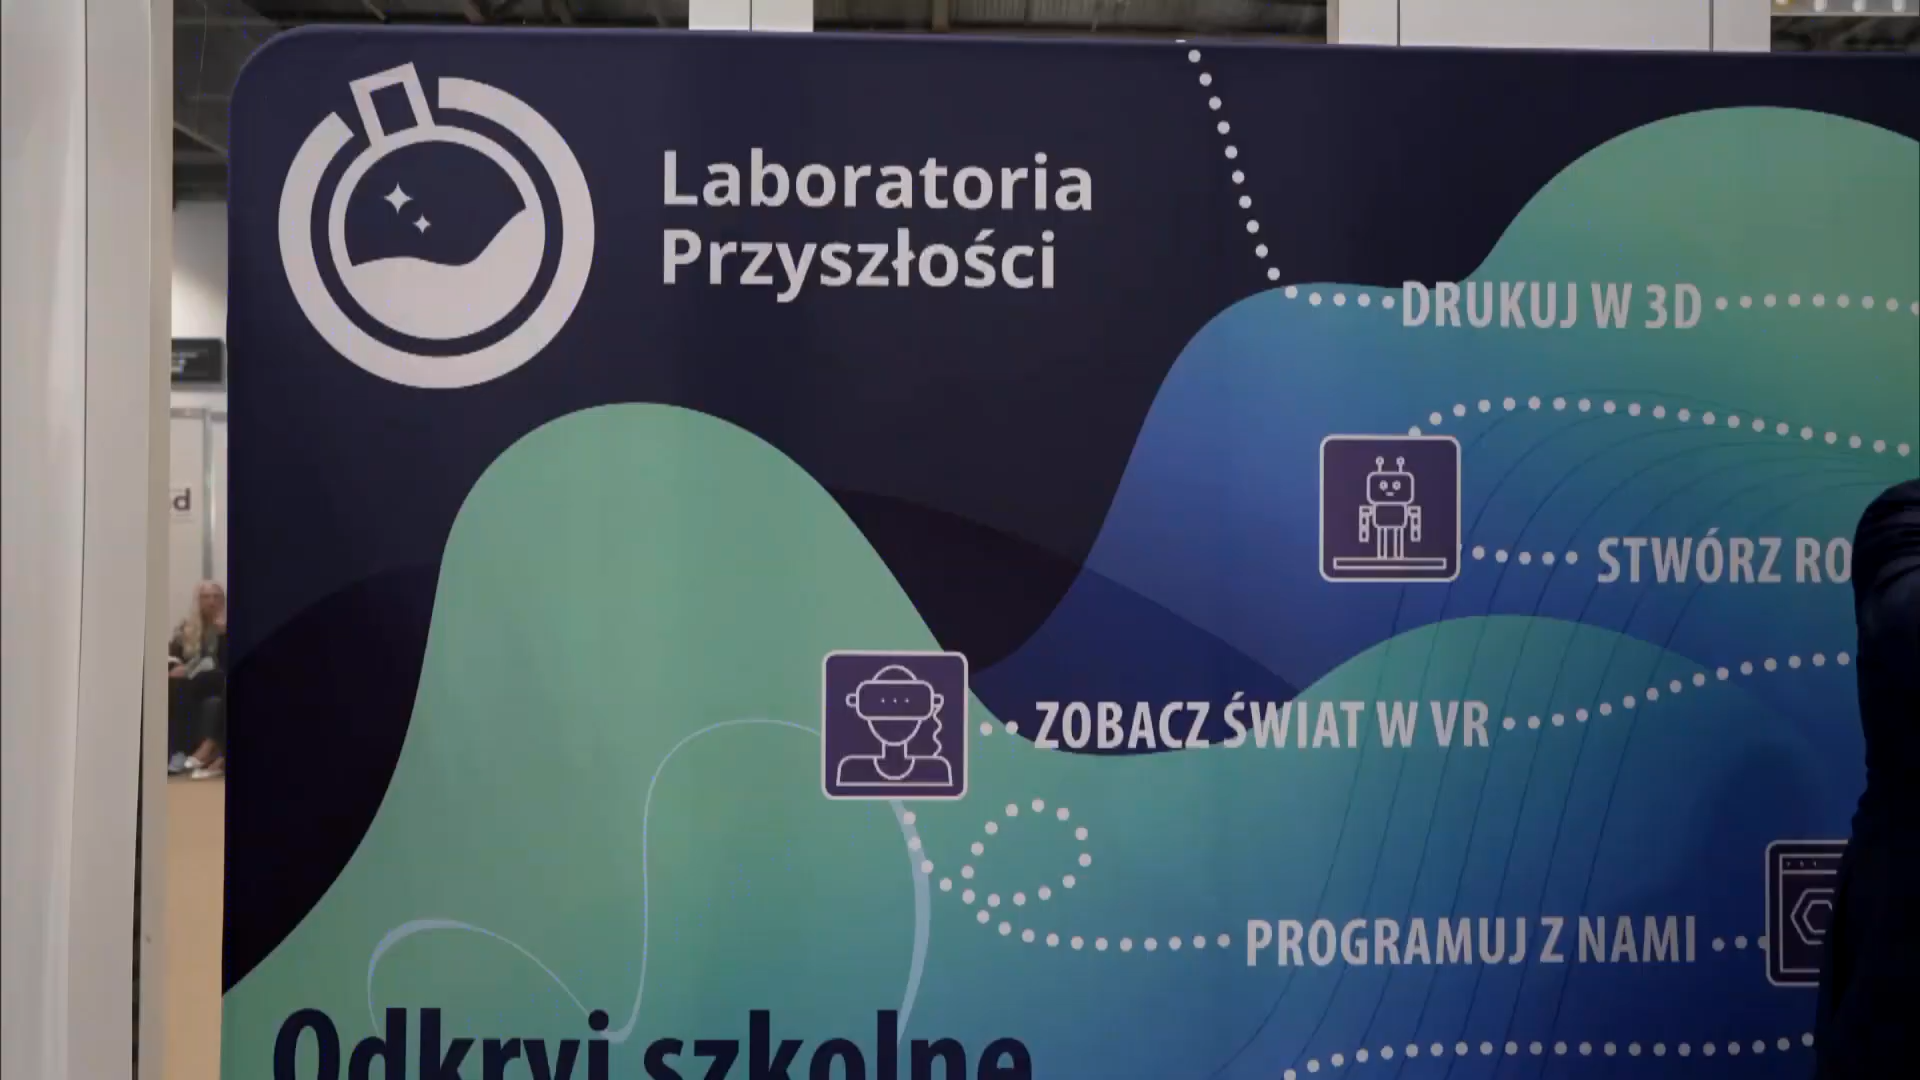 Laboratoria
Przyszłości
DRUKUJ W 3D
STWÓRZ RO
ZOBACZ ŚWIAT W VR
PROGRAMUJ Z NAMI
Odkryj szkolne
d